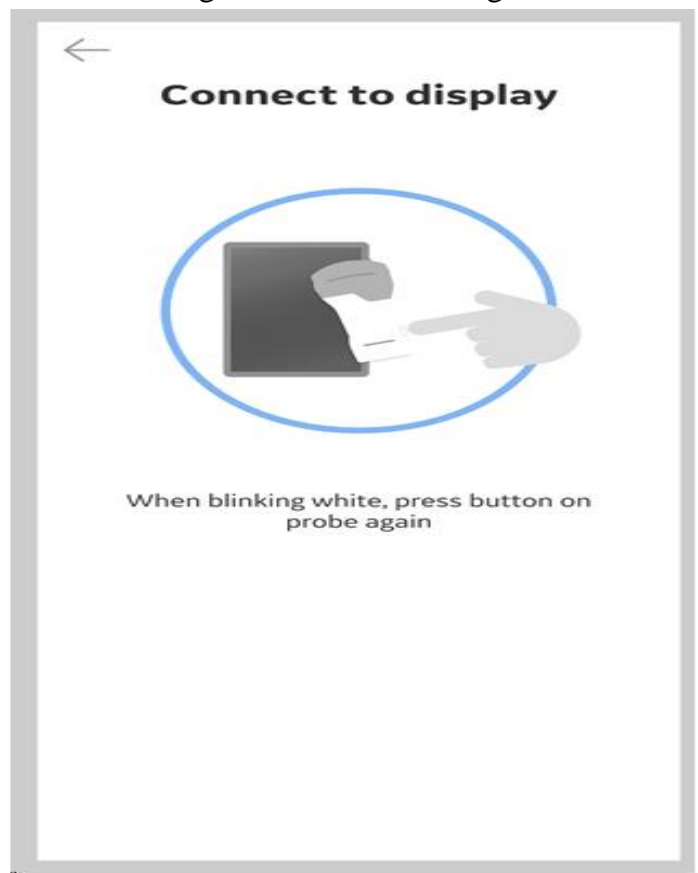 Connect to display
When blinking white, press button on
probe again